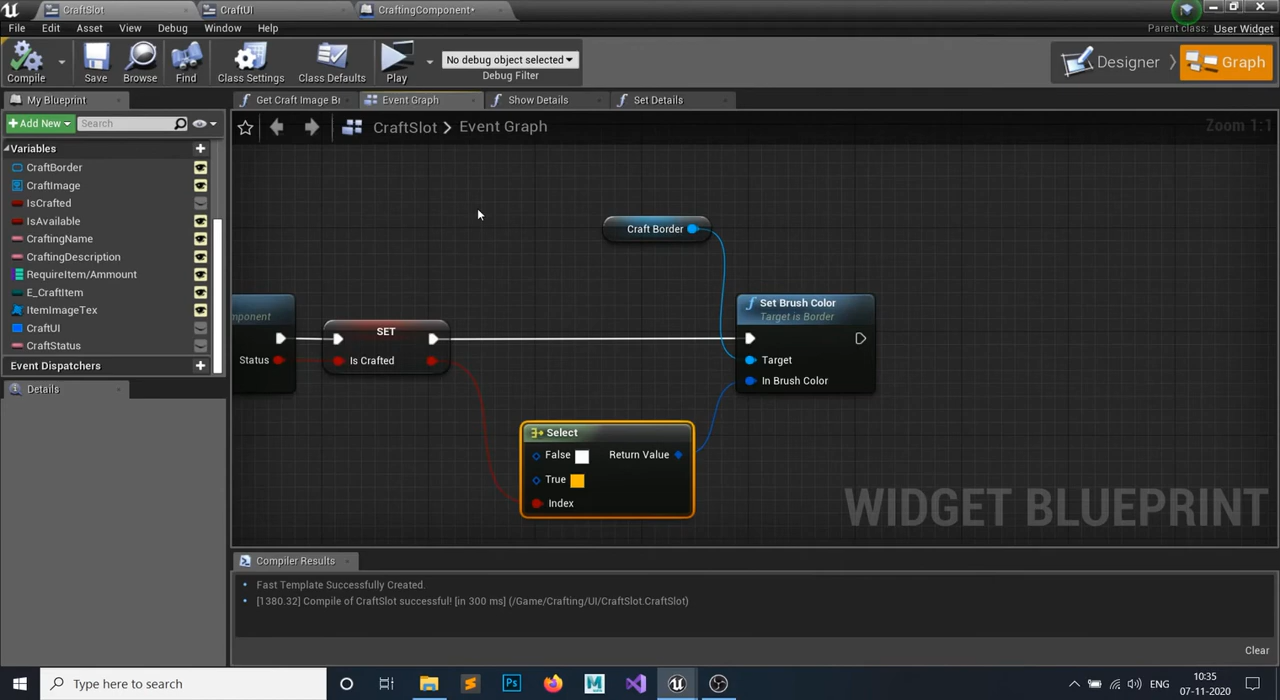 CraftSlot
CraftUI
CraftingComponent*
File Edit Asset View Debug Window Help
Parent class: User Widget
Compile
Save
Browse
Find
Class Settings
Class Defaults
Play
No debug object selected
Debug Filter
Designer
Graph
My Blueprint
Get Craft Image Bi
Event Graph
Show Details
Set Details
+Add New
Search
CraftSlot > Event Graph
Zoom 1:1
Variables
CraftBorder
CraftImage
IsCrafted
IsAvailable
CraftingName
CraftingDescription
RequireItem/Ammount
E_CraftItem
ItemImageTex
CraftUI
CraftStatus
Event Dispatchers
Details
Craft Border
Set Brush Color
Target is Border
Target
In Brush Color
omponent
Status
SET
Is Crafted
Select
False
Return Value
True
Index
WIDGET BLUEPRINT
Compiler Results
Fast Template Successfully Created.
[1380.32] Compile of CraftSlot successful! [in 300 ms] (/Game/Crafting/UI/CraftSlot.CraftSlot)
Clear
Type here to search
Ps
M
ENG
10:35
07-11-2020